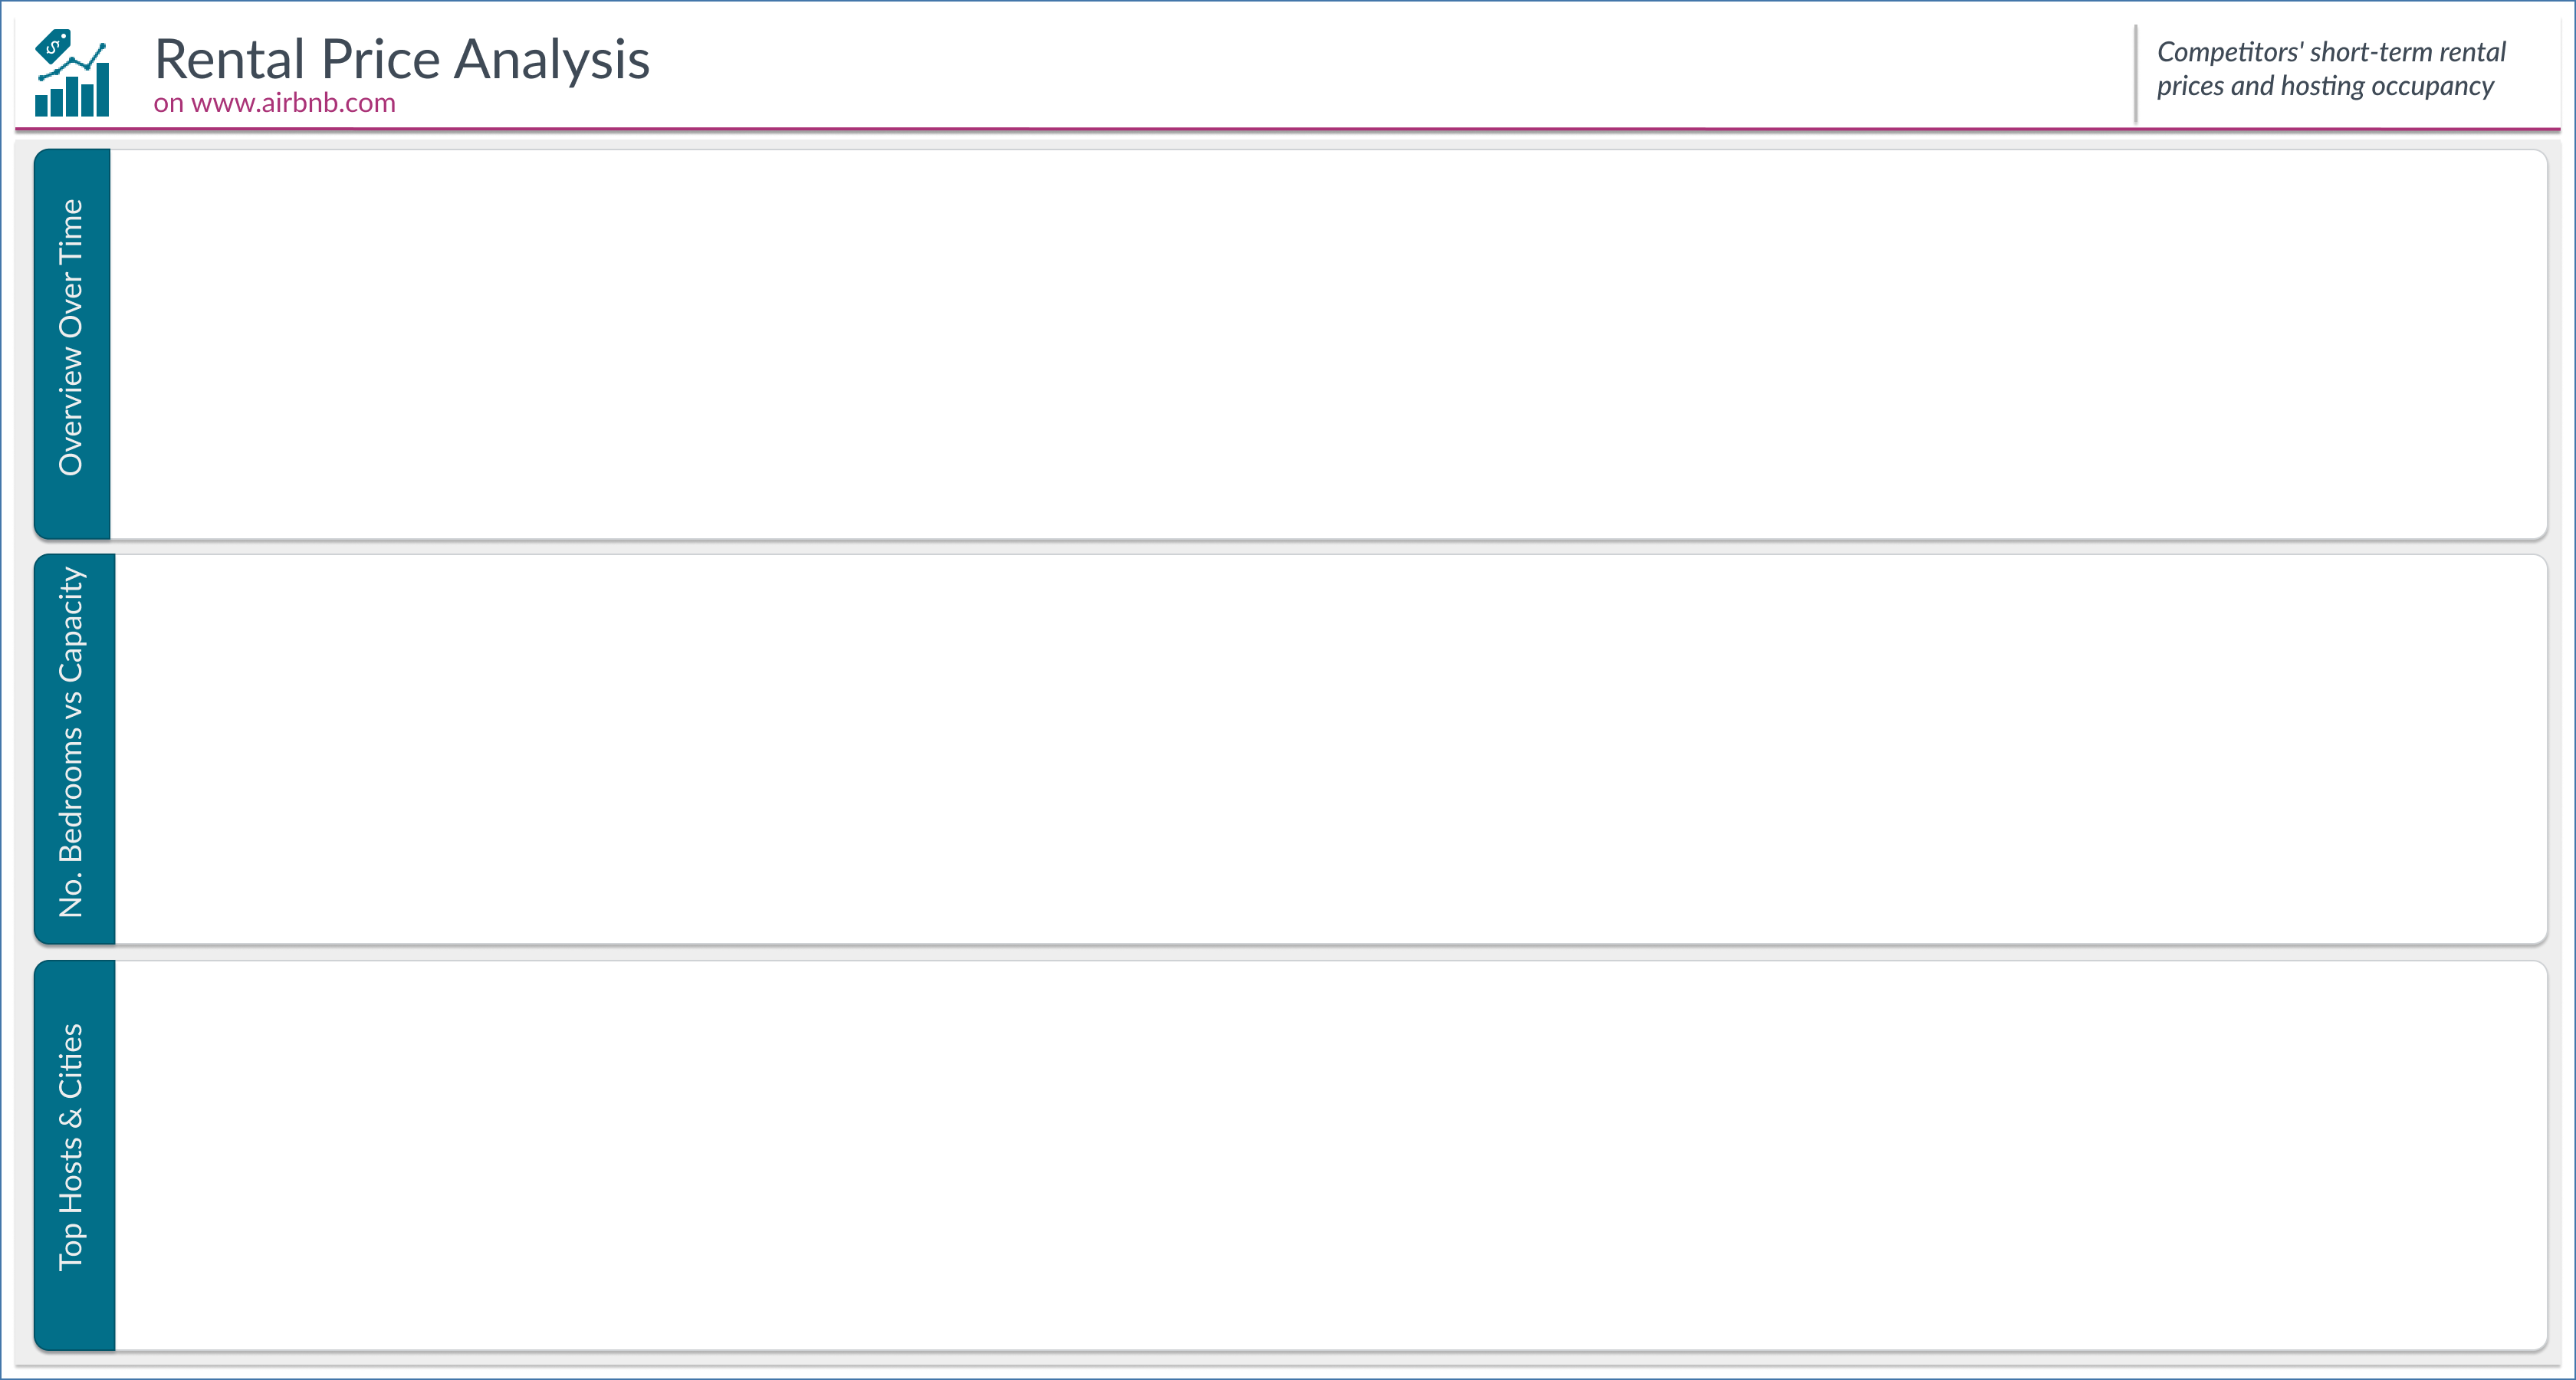 Rental Price Analysis
on www.airbnb.com
Competitors' short-term rental
prices and hosting occupancy
Overview Over Time
No. Bedrooms vs Capacity
Top Hosts & Cities